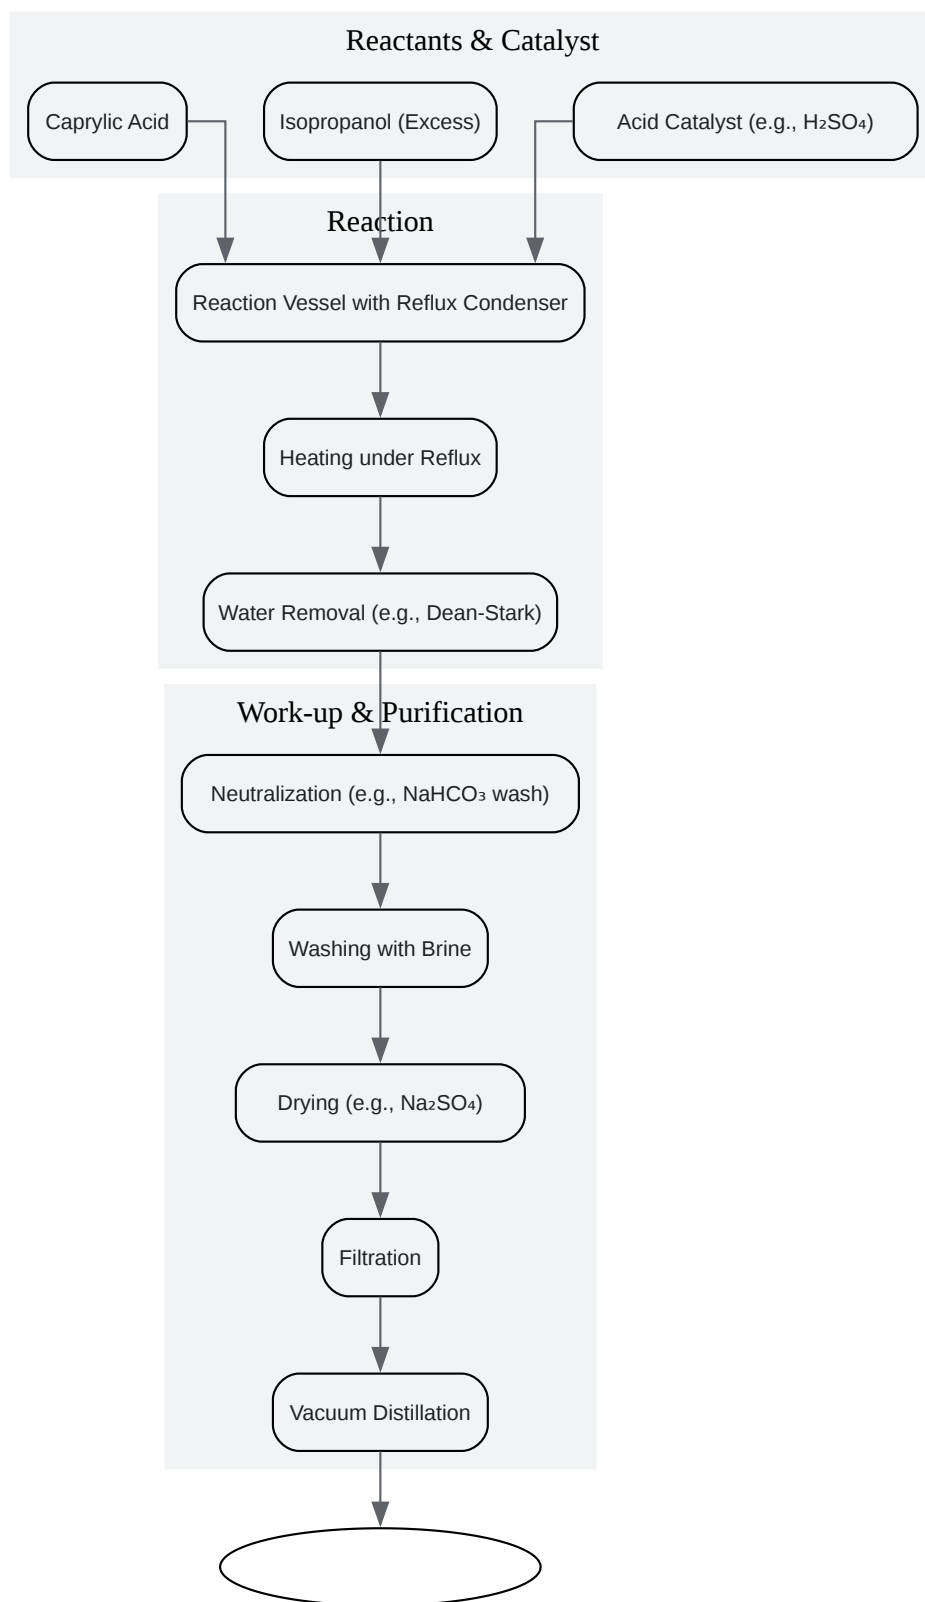 Reactants & Catalyst
Caprylic Acid
Isopropanol (Excess)
Acid Catalyst (e.g., H₂SO₄)
Reaction
Reaction Vessel with Reflux Condenser
Heating under Reflux
Water Removal (e.g., Dean-Stark)
Work-up & Purification
Neutralization (e.g., NaHCO₃ wash)
Washing with Brine
Drying (e.g., Na₂SO₄)
Filtration
Vacuum Distillation